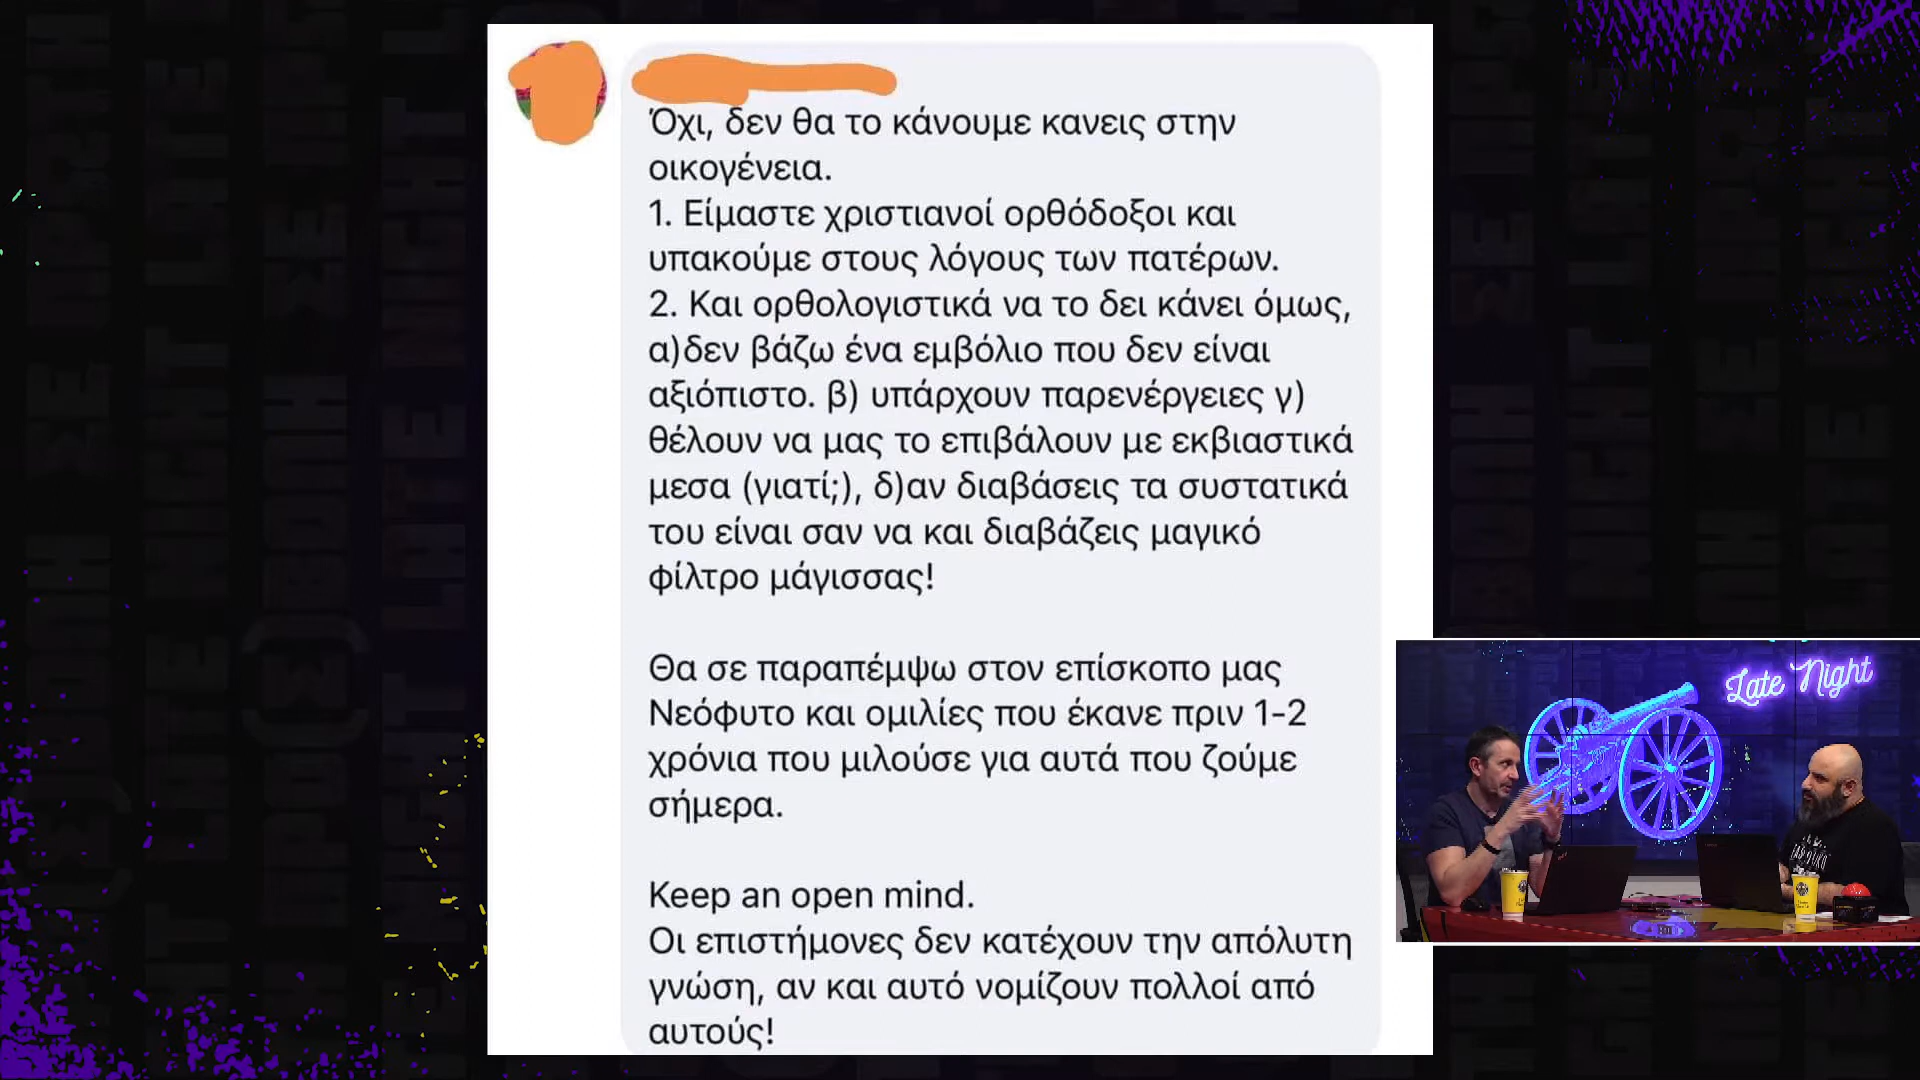 Όχι, δεν θα το κάνουμε κανεις στην
οικογένεια.
1. Είμαστε χριστιανοί ορθόδοξοι και
υπακούμε στους λόγους των πατέρων.
2. Και ορθολογιστικά να το δει κάνει όμως,
α)δεν βάζω ένα εμβόλιο που δεν είναι
αξιόπιστο. β) υπάρχουν παρενέργειες γ)
θέλουν να μας το επιβάλουν με εκβιαστικά
μεσα (γιατί;), δ)αν διαβάσεις τα συστατικά
του είναι σαν να και διαβάζεις μαγικό
φίλτρο μάγισσας!
Θα σε παραπέμψω στον επίσκοπο μας
Νεόφυτο και ομιλίες που έκανε πριν 1-2
χρόνια που μιλούσε για αυτά που ζούμε
σήμερα.
Keep an open mind.
Οι επιστήμονες δεν κατέχουν την απόλυτη
γνώση, αν και αυτό νομίζουν πολλοί από
αυτούς!
Late Night